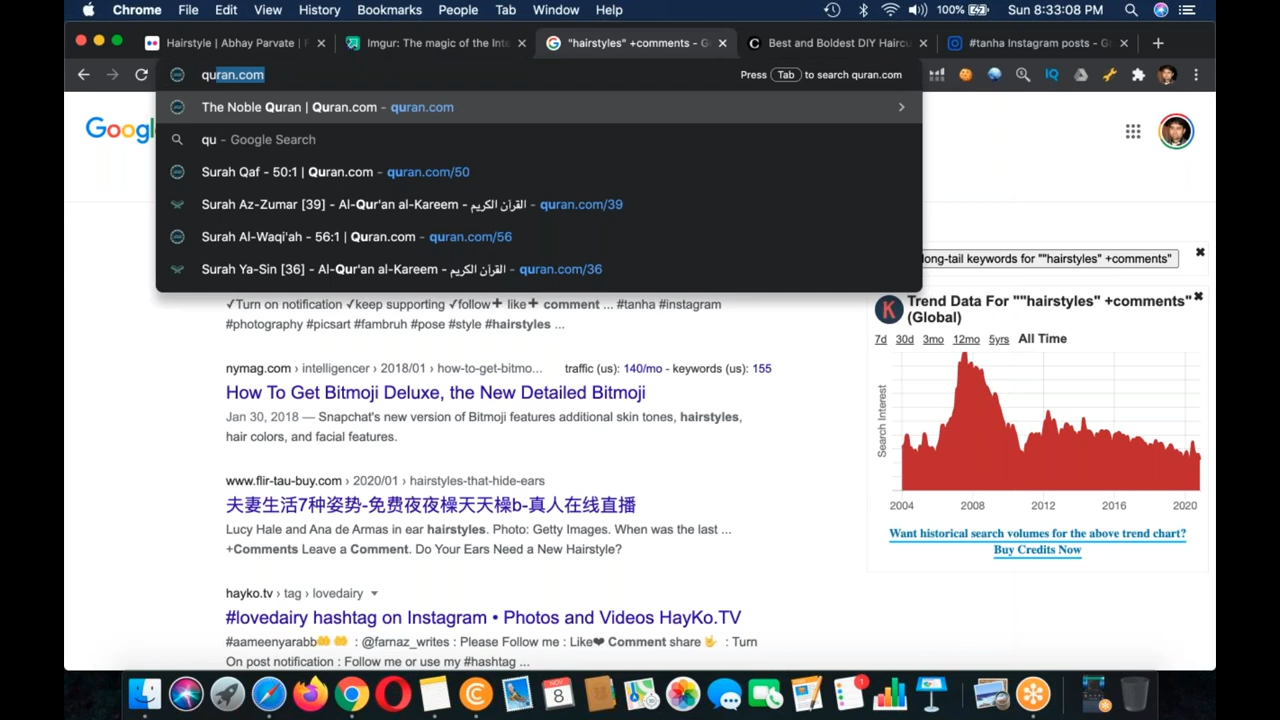 Chrome File Edit View History Bookmarks People Tab Window Help 100% Sun 8:33:08 PM
Hairstyle | Abhay Parvate | F
Imgur: The magic of the Inte
"hairstyles" +comments - G
Best and Boldest DIY Haircu
#tanha Instagram posts - G
quran.com Press Tab to search quran.com
The Noble Quran | Quran.com - quran.com
qu - Google Search
Surah Qaf - 50:1 | Quran.com - quran.com/50
Surah Az-Zumar [39] - Al-Qur'an al-Kareem - القرآن الكريم - quran.com/39
Surah Al-Waqi'ah - 56:1 | Quran.com - quran.com/56
Surah Ya-Sin [36] - Al-Qur'an al-Kareem - القرآن الكريم - quran.com/36
Googl
IQ
✓Turn on notification ✓keep supporting ✓follow+ like+ comment ... #tanha #instagram
#photography #picsart #fambruh #pose #style #hairstyles ...
nymag.com › intelligencer › 2018/01 › how-to-get-bitmo... traffic (us): 140/mo - keywords (us): 155
How To Get Bitmoji Deluxe, the New Detailed Bitmoji
Jan 30, 2018 — Snapchat's new version of Bitmoji features additional skin tones, hairstyles,
hair colors, and facial features.
www.flir-tau-buy.com › 2020/01 › hairstyles-that-hide-ears
夫妻生活7种姿势-免费夜夜橾天天橾b-真人在线直播
Lucy Hale and Ana de Armas in ear hairstyles. Photo: Getty Images. When was the last ...
+Comments Leave a Comment. Do Your Ears Need a New Hairstyle?
hayko.tv › tag › lovedairy
#lovedairy hashtag on Instagram • Photos and Videos HayKo.TV
#aameenyarabb🤲 🤲 : @farnaz_writes : Please Follow me : Like❤ Comment share 🤟 : Turn
On post notification : Follow me or use my #hashtag ...
long-tail keywords for ""hairstyles" +comments"
K
Trend Data For ""hairstyles" +comments"
(Global)
7d 30d 3mo 12mo 5yrs All Time
Search Interest
2004 2008 2012 2016 2020
Want historical search volumes for the above trend chart?
Buy Credits Now
NOV
8
1